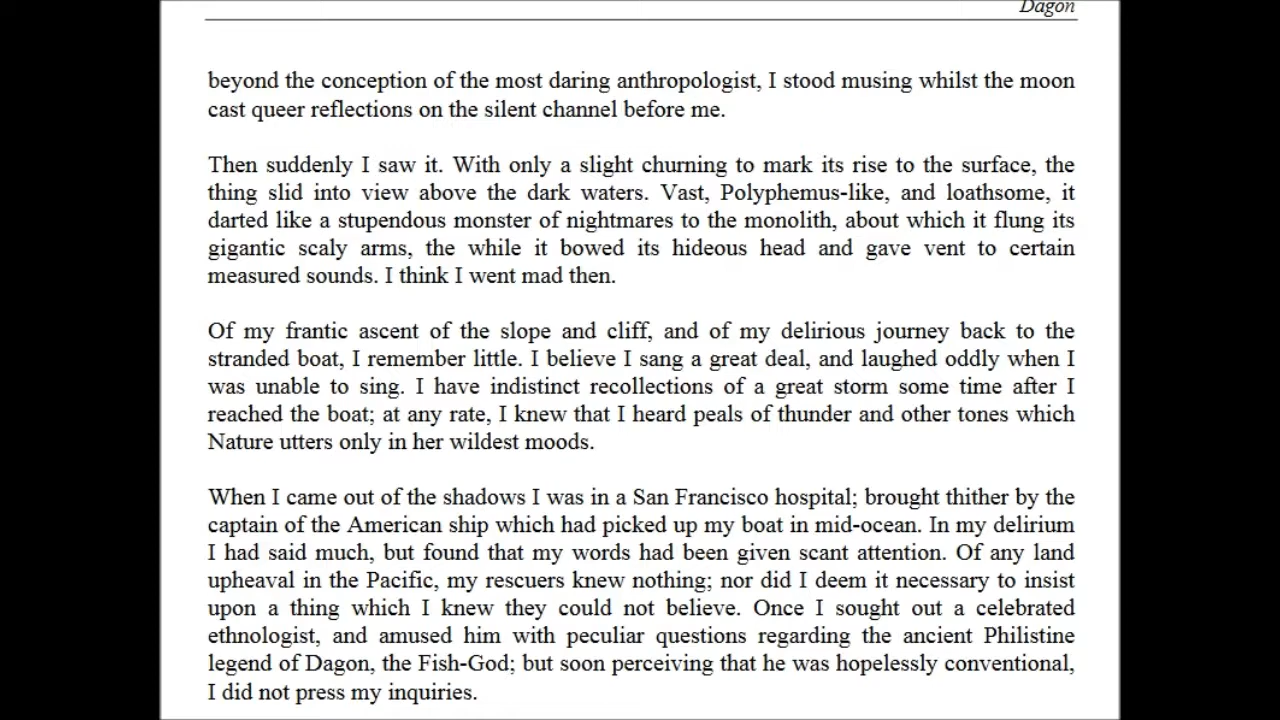 Dagon
beyond the conception of the most daring anthropologist, I stood musing whilst the moon
cast queer reflections on the silent channel before me.
Then suddenly I saw it. With only a slight churning to mark its rise to the surface, the
thing slid into view above the dark waters. Vast, Polyphemus-like, and loathsome, it
darted like a stupendous monster of nightmares to the monolith, about which it flung its
gigantic scaly arms, the while it bowed its hideous head and gave vent to certain
measured sounds. I think I went mad then.
Of my frantic ascent of the slope and cliff, and of my delirious journey back to the
stranded boat, I remember little. I believe I sang a great deal, and laughed oddly when I
was unable to sing. I have indistinct recollections of a great storm some time after I
reached the boat; at any rate, I knew that I heard peals of thunder and other tones which
Nature utters only in her wildest moods.
When I came out of the shadows I was in a San Francisco hospital; brought thither by the
captain of the American ship which had picked up my boat in mid-ocean. In my delirium
I had said much, but found that my words had been given scant attention. Of any land
upheaval in the Pacific, my rescuers knew nothing; nor did I deem it necessary to insist
upon a thing which I knew they could not believe. Once I sought out a celebrated
ethnologist, and amused him with peculiar questions regarding the ancient Philistine
legend of Dagon, the Fish-God; but soon perceiving that he was hopelessly conventional,
I did not press my inquiries.